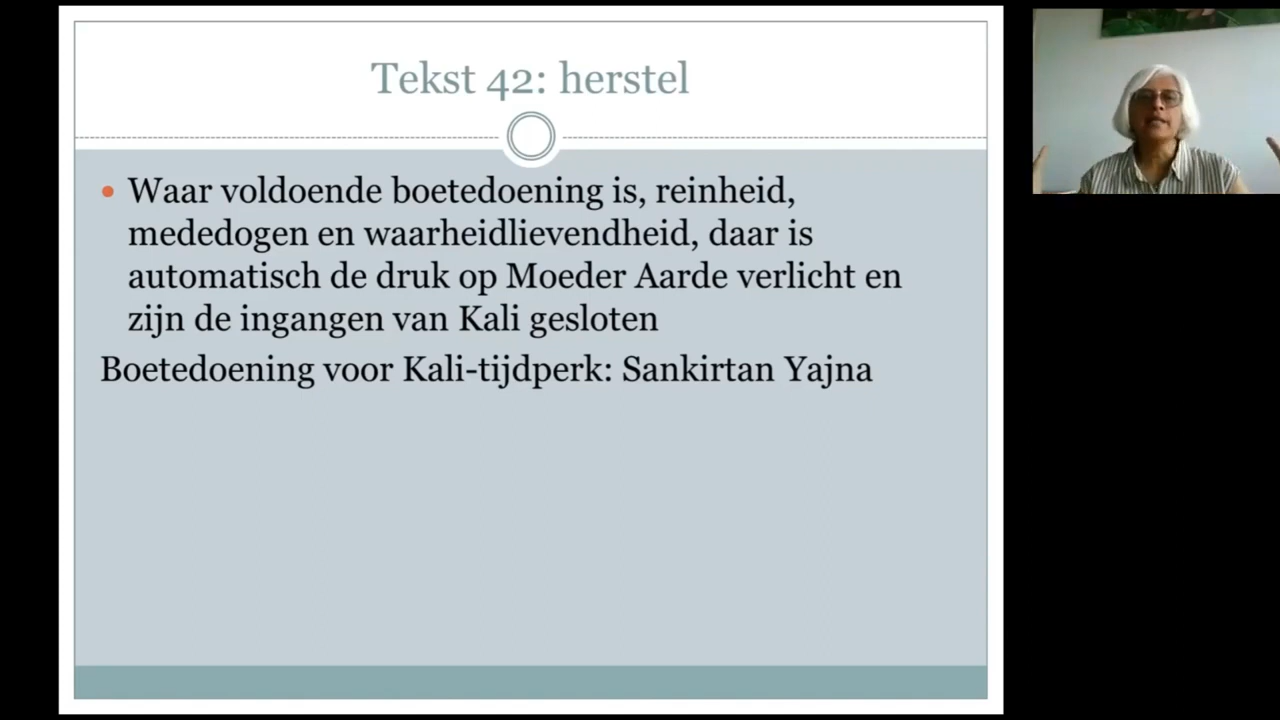 Tekst 42: herstel
Waar voldoende boetedoening is, reinheid,
mededogen en waarheidlievendheid, daar is
automatisch de druk op Moeder Aarde verlicht en
zijn de ingangen van Kali gesloten
Boetedoening voor Kali-tijdperk: Sankirtan Yajna